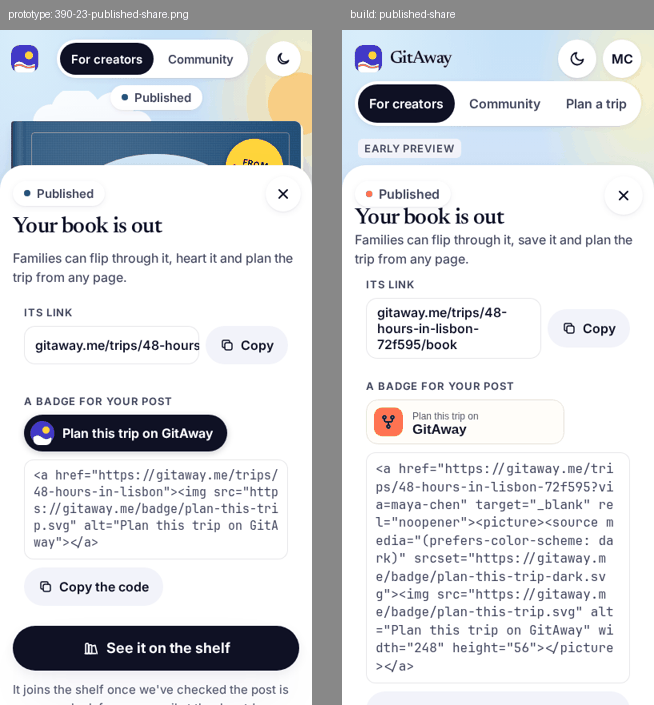 prototype: 390-23-published-share.png
For creators
Community
Published
FROM
Published
Your book is out
Families can flip through it, heart it and plan the
trip from any page.
ITS LINK
gitaway.me/trips/48-hours
Copy
A BADGE FOR YOUR POST
Plan this trip on GitAway
<a href="https://gitaway.me/trips/
48-hours-in-lisbon"><img src="http
s://gitaway.me/badge/plan-this-tri
p.svg" alt="Plan this trip on GitA
way"></a>
Copy the code
See it on the shelf
It joins the shelf once we've checked the post is
build: published-share
GitAway
MC
For creators
Community
Plan a trip
EARLY PREVIEW
Published
Your book is out
Families can flip through it, save it and plan the
trip from any page.
ITS LINK
gitaway.me/trips/48-
hours-in-lisbon-
72f595/book
Copy
A BADGE FOR YOUR POST
Plan this trip on
GitAway
<a href="https://gitaway.me/tri
ps/48-hours-in-lisbon-72f595?vi
a=maya-chen" target="_blank" re
l="noopener"><picture><source m
edia="(prefers-color-scheme: da
rk)" srcset="https://gitaway.m
e/badge/plan-this-trip-dark.sv
g"><img src="https://gitaway.m
e/badge/plan-this-trip.svg" alt
="Plan this trip on GitAway" wi
dth="248" height="56"></picture
></a>